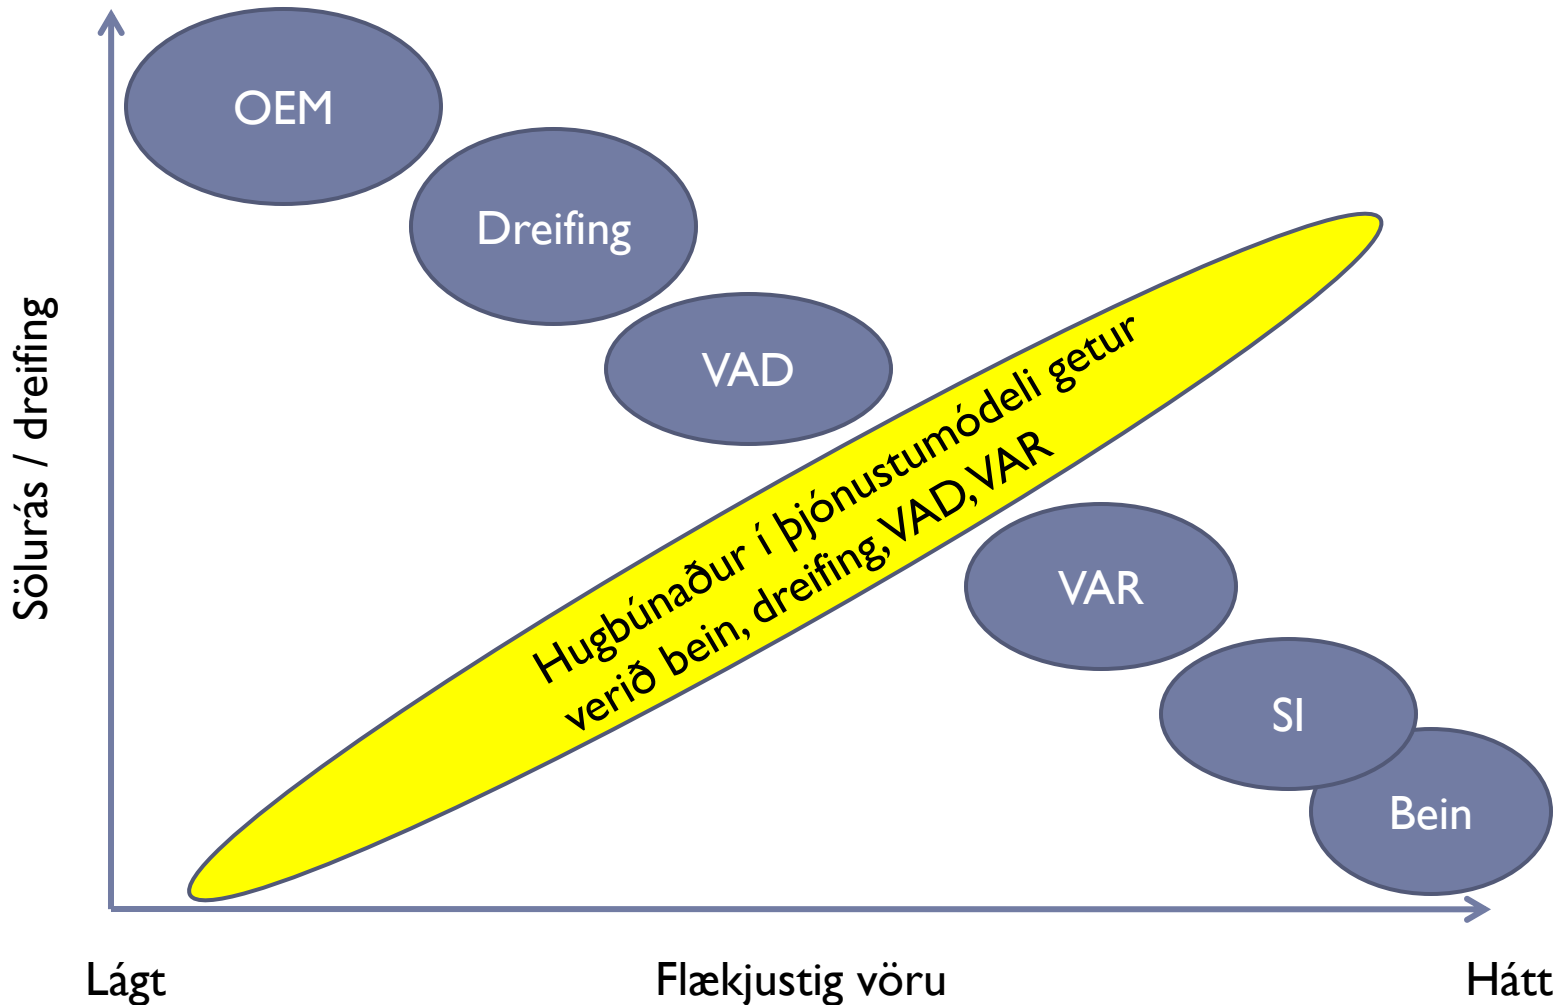 OEM
Dreifing
VAD
Sölurás / dreifing
Hugbúnaður í þjónustumódeli getur
verið bein, dreifing, VAD, VAR
VAR
SI
Bein
Lágt
Flækjustig vöru
Hátt